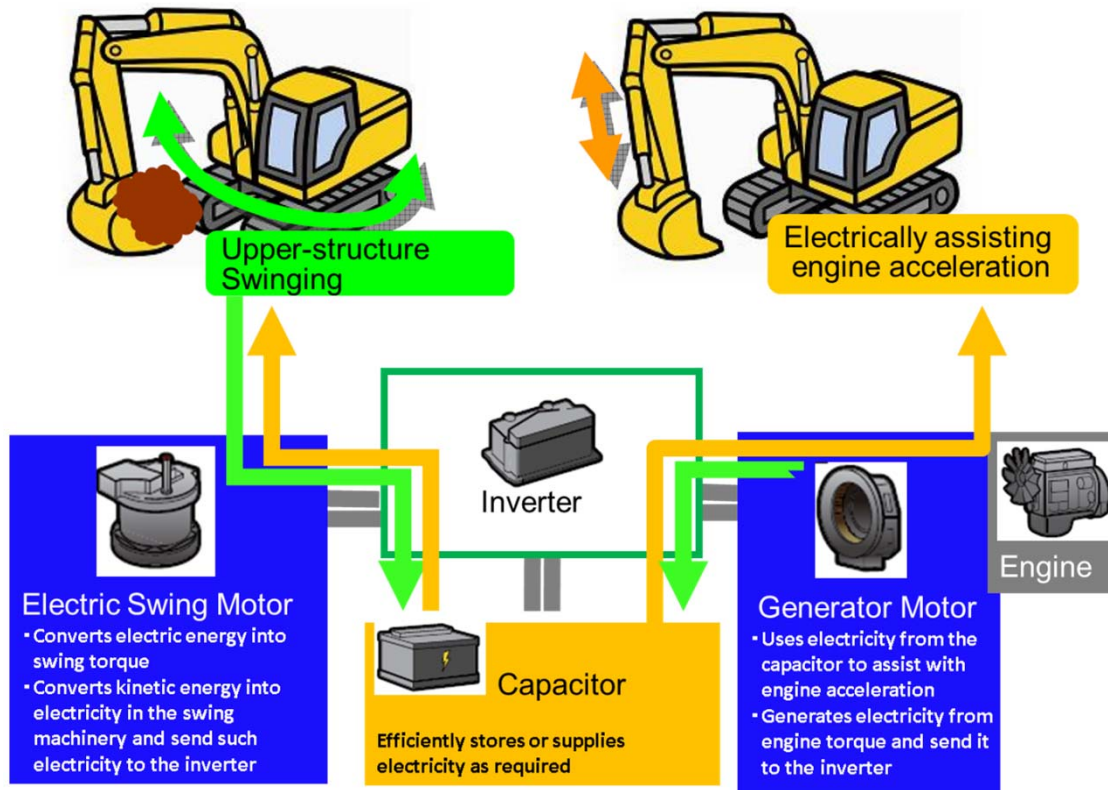 Upper-structure
Swinging
Electrically assisting
engine acceleration
Inverter
Engine
Electric Swing Motor
▪ Converts electric energy into
swing torque
▪ Converts kinetic energy into
electricity in the swing
machinery and send such
electricity to the inverter
Capacitor
Efficiently stores or supplies
electricity as required
Generator Motor
▪ Uses electricity from the
capacitor to assist with
engine acceleration
▪ Generates electricity from
engine torque and send it
to the inverter